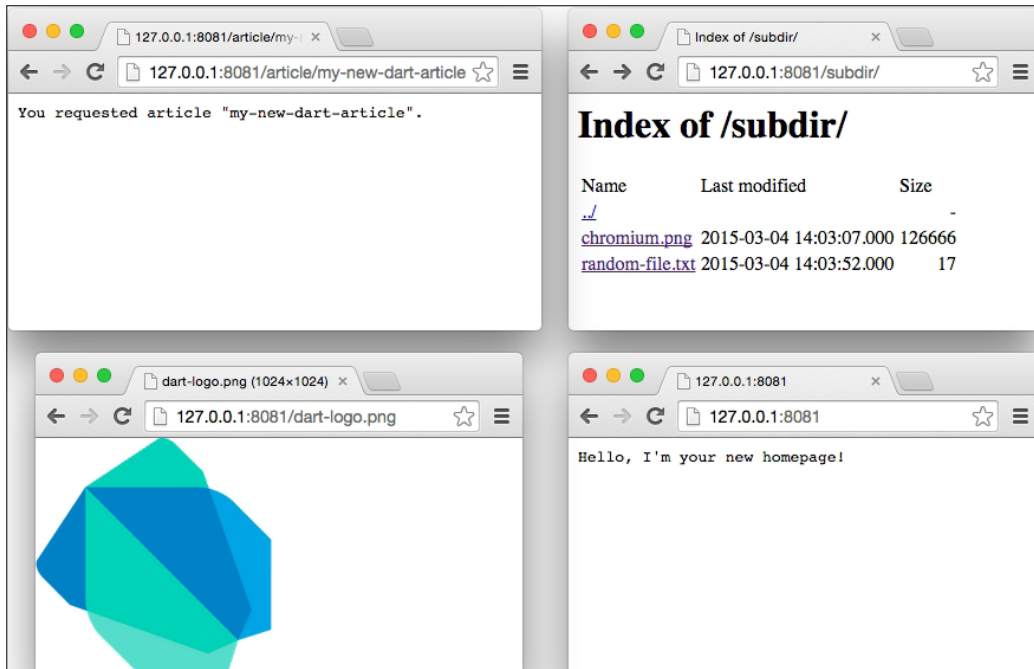 127.0.0.1:8081/article/my-
127.0.0.1:8081/article/my-new-dart-article
You requested article "my-new-dart-article".
Index of /subdir/
127.0.0.1:8081/subdir/
Index of /subdir/
Name Last modified Size
../ -
chromium.png 2015-03-04 14:03:07.000 126666
random-file.txt 2015-03-04 14:03:52.000 17
dart-logo.png (1024×1024)
127.0.0.1:8081/dart-logo.png
127.0.0.1:8081
127.0.0.1:8081
Hello, I'm your new homepage!